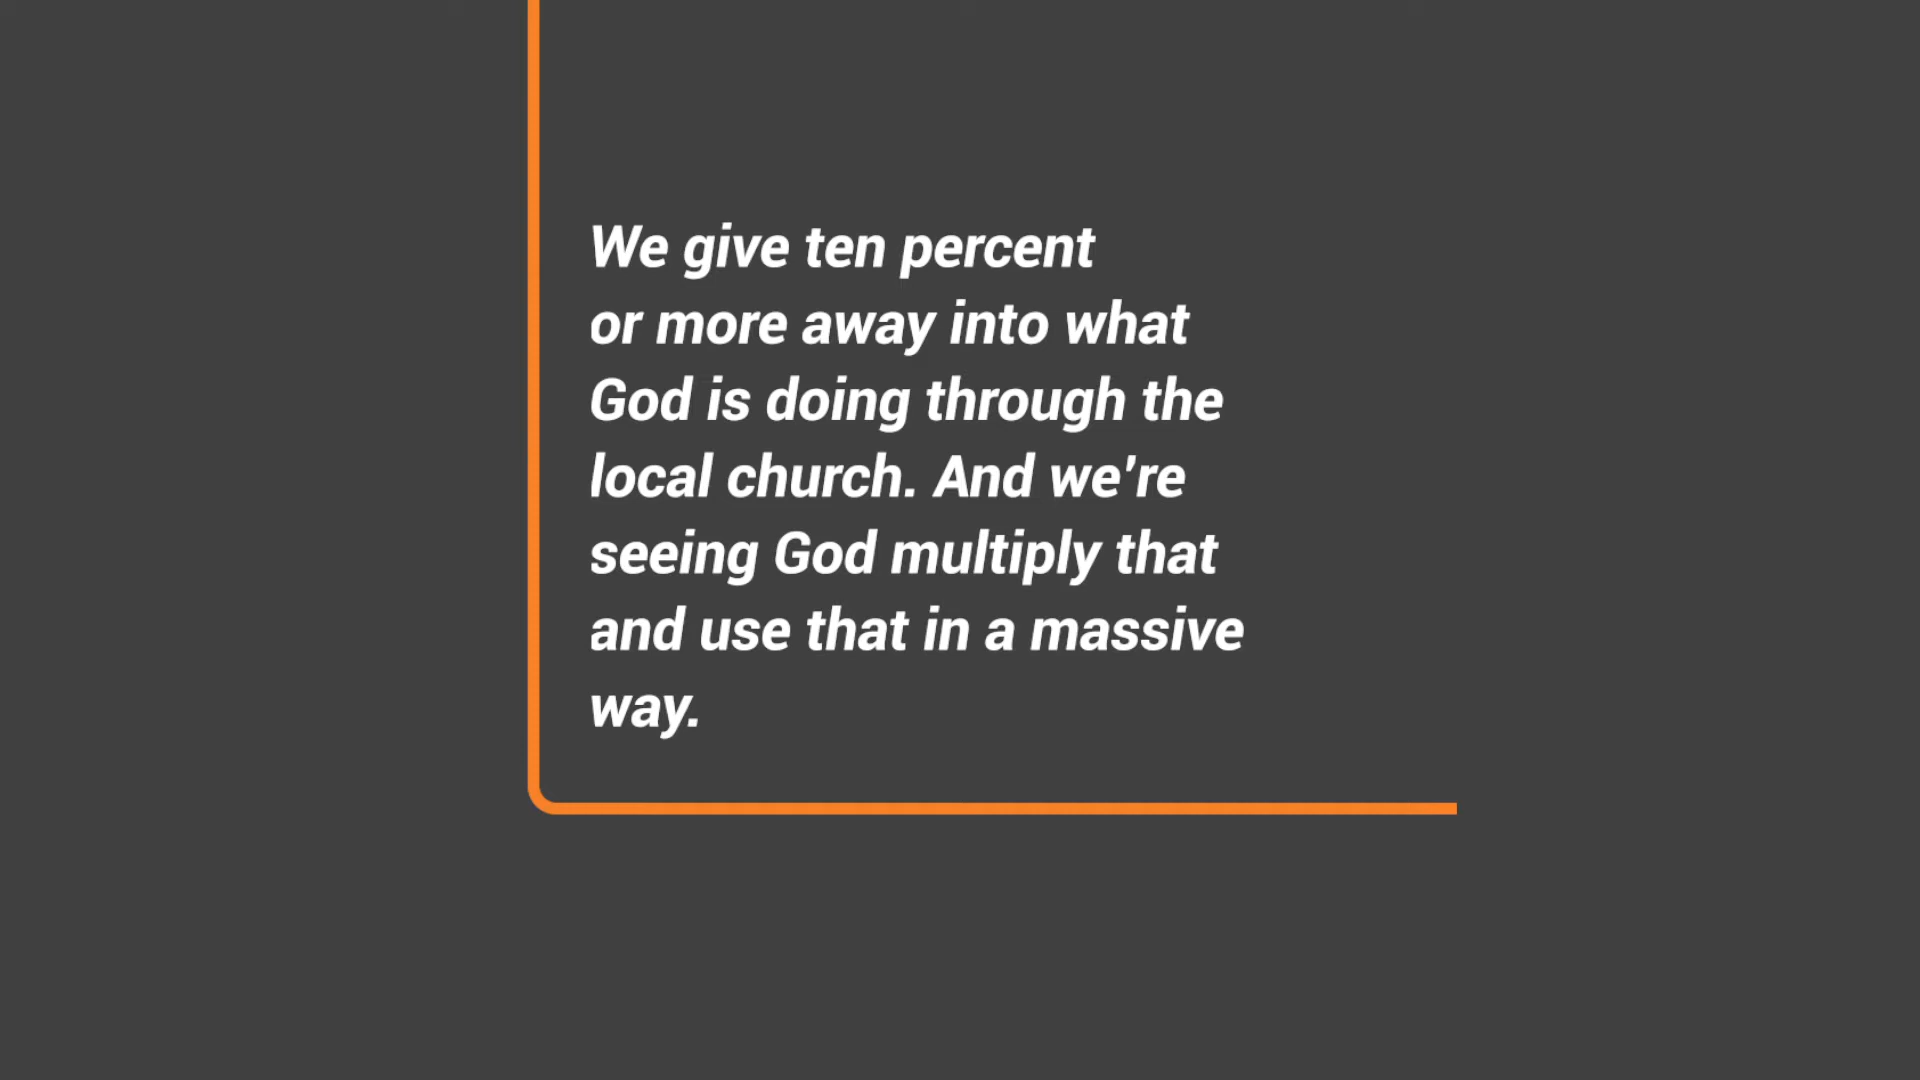 We give ten percent
or more away into what
God is doing through the
local church. And we're
seeing God multiply that
and use that in a massive
way.